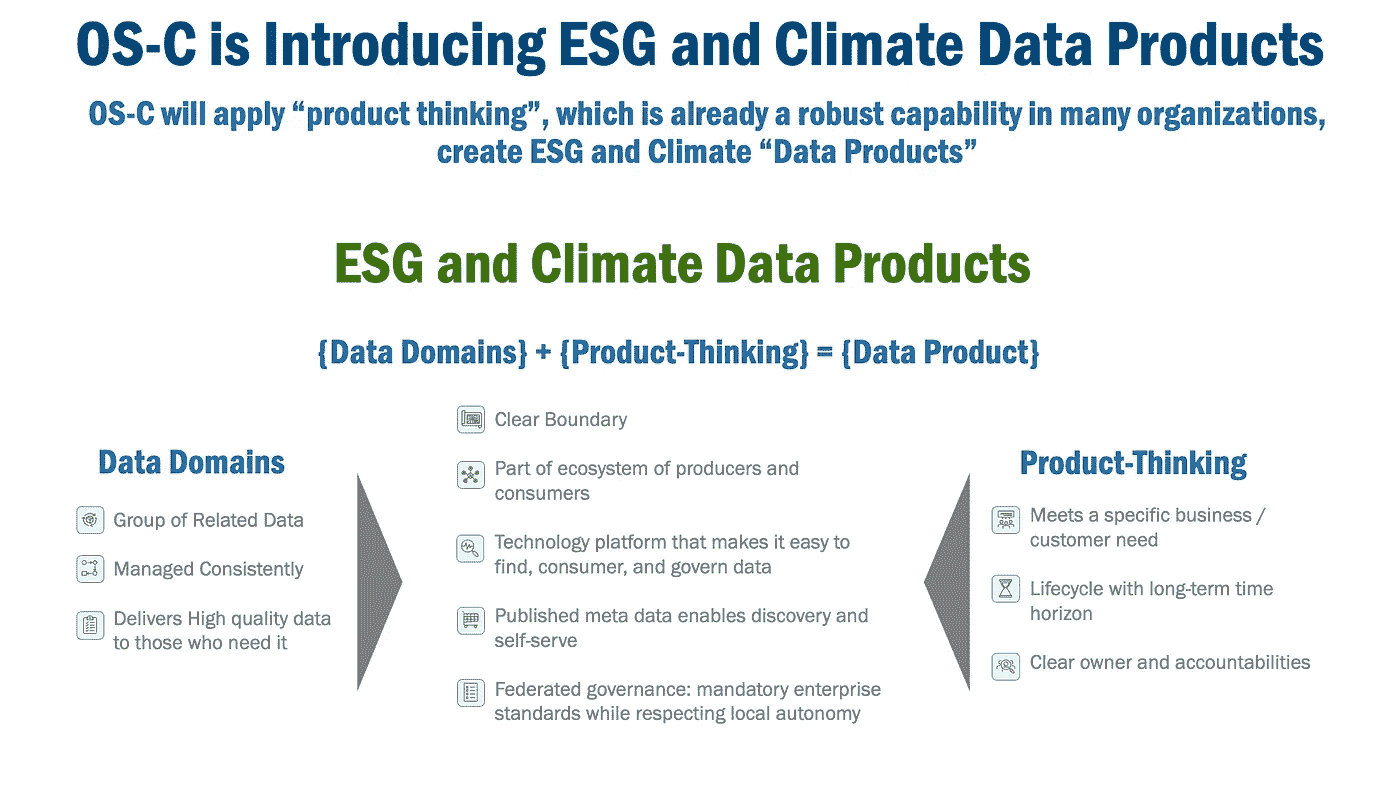 OS-C is Introducing ESG and Climate Data Products
OS-C will apply “product thinking”, which is already a robust capability in many organizations,
create ESG and Climate “Data Products”
ESG and Climate Data Products
{Data Domains} + {Product-Thinking} = {Data Product}
Data Domains
Group of Related Data
Managed Consistently
Delivers High quality data
to those who need it
Clear Boundary
Part of ecosystem of producers and
consumers
Technology platform that makes it easy to
find, consumer, and govern data
Published meta data enables discovery and
self-serve
Federated governance: mandatory enterprise
standards while respecting local autonomy
Product-Thinking
Meets a specific business /
customer need
Lifecycle with long-term time
horizon
Clear owner and accountabilities